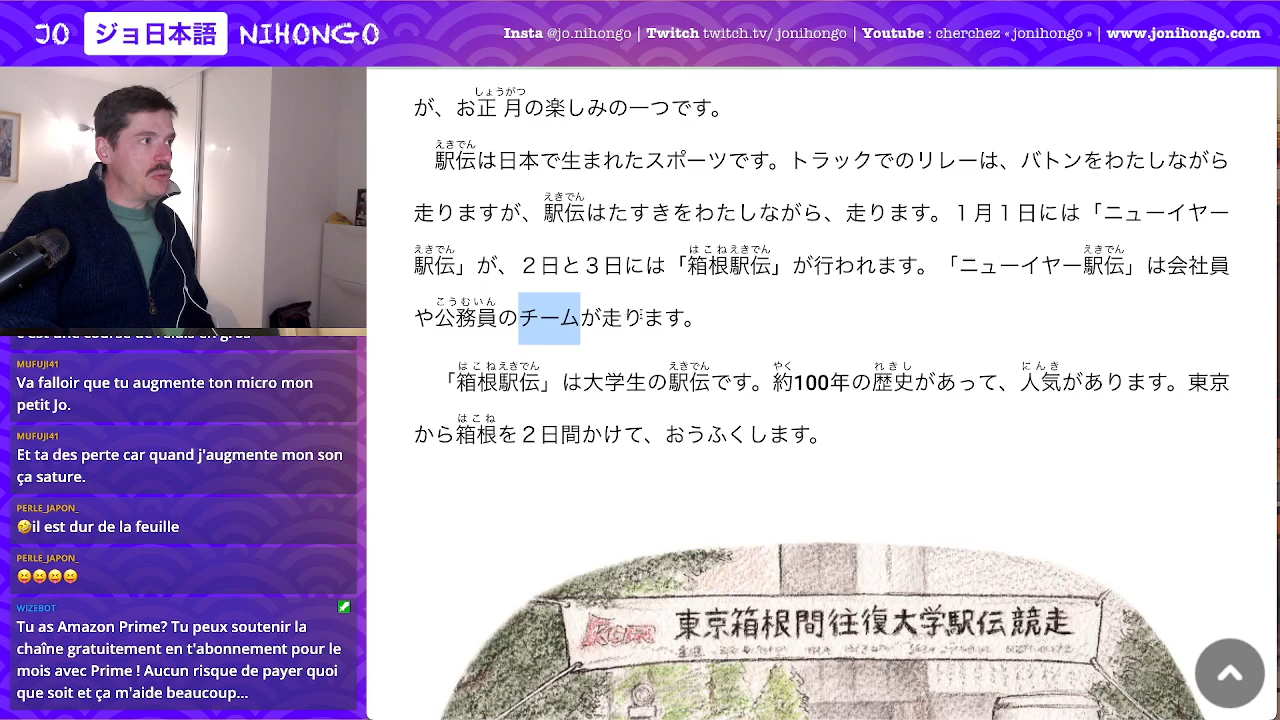 JO ジョ日本語 NIHONGO
Insta @jo.nihongo | Twitch twitch.tv/ jonihongo | Youtube : cherchez « jonihongo » | www.jonihongo.com
しょうがつ
が、お正月の楽しみの一つです。
えきでん
駅伝は日本で生まれたスポーツです。トラックでのリレーは、バトンをわたしながら
えきでん
走りますが、駅伝はたすきをわたしながら、走ります。１月１日には「ニューイヤー
えきでん はこねえきでん えきでん
駅伝」が、２日と３日には「箱根駅伝」が行われます。「ニューイヤー駅伝」は会社員
こうむいん
や公務員のチームが走ります。
はこねえきでん えきでん やく れきし にんき
「箱根駅伝」は大学生の駅伝です。約100年の歴史があって、人気があります。東京
はこね
から箱根を２日間かけて、おうふくします。
東京箱根間往復大学駅伝競走
c'est une course de relais en gros
MUFUJI41
Va falloir que tu augmente ton micro mon
petit Jo.
MUFUJI41
Et ta des perte car quand j'augmente mon son
ça sature.
PERLE_JAPON_
🤣il est dur de la feuille
PERLE_JAPON_
😝😝😝😝
WIZEBOT
Tu as Amazon Prime? Tu peux soutenir la
chaîne gratuitement en t'abonnement pour le
mois avec Prime ! Aucun risque de payer quoi
que soit et ça m'aide beaucoup...